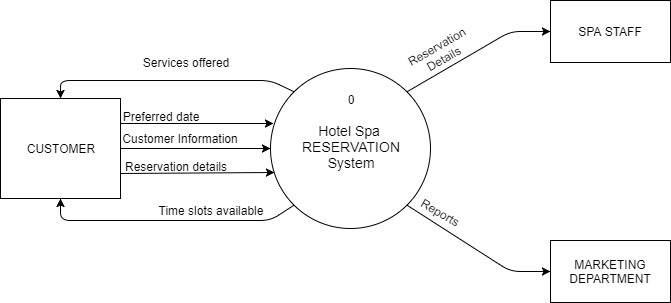 Services offered
CUSTOMER
Preferred date
Customer Information
Reservation details
Time slots available
0
Hotel Spa
RESERVATION
System
Reservation
Details
SPA STAFF
Reports
MARKETING
DEPARTMENT